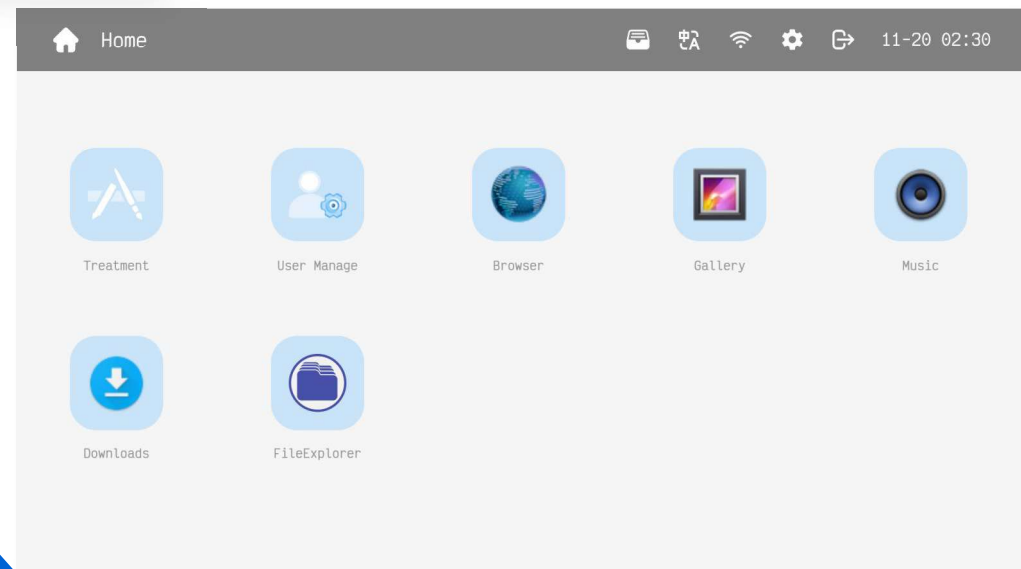 Home 11-20 02:30
Treatment User Manage Browser Gallery Music
Downloads FileExplorer